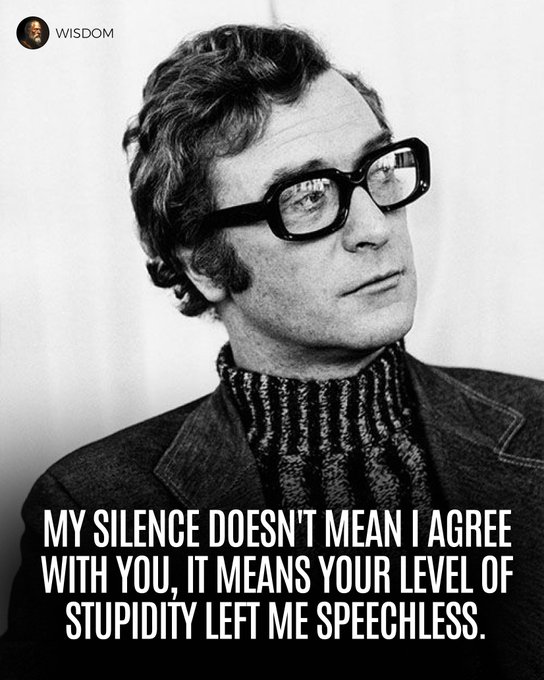 WISDOM
MY SILENCE DOESN'T MEAN I AGREE
WITH YOU, IT MEANS YOUR LEVEL OF
STUPIDITY LEFT ME SPEECHLESS.